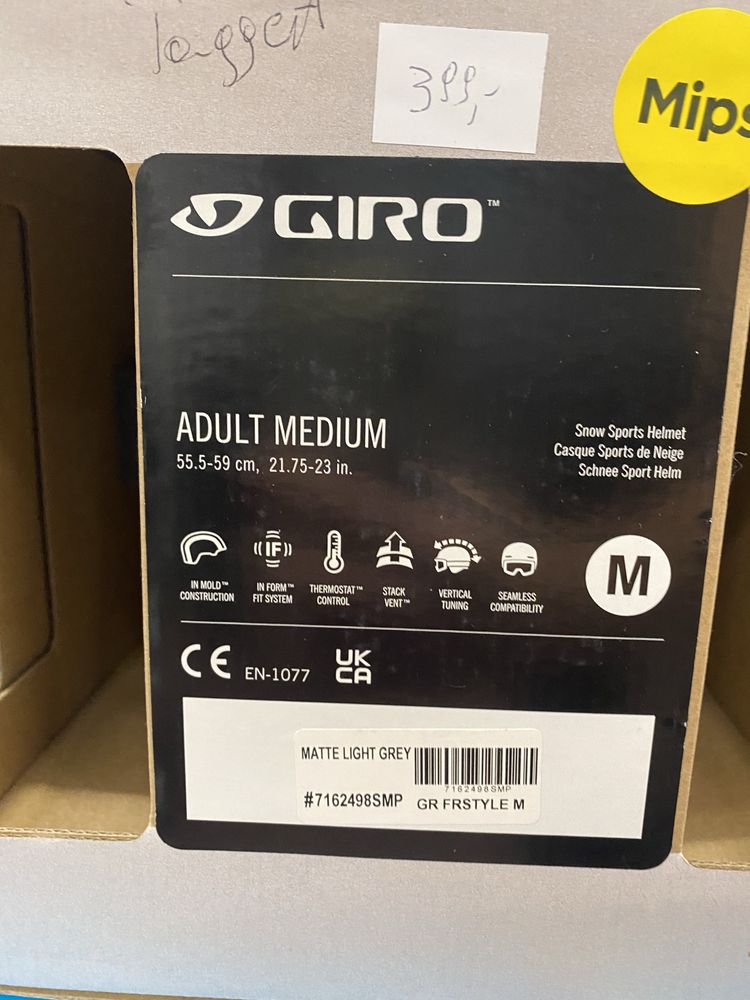 399,-
Mips
GIRO™
ADULT MEDIUM
55.5-59 cm, 21.75-23 in.
Snow Sports Helmet
Casque Sports de Neige
Schnee Sport Helm
((IF))
IN MOLD™
CONSTRUCTION
IN FORM™
FIT SYSTEM
THERMOSTAT™
CONTROL
STACK
VENT™
VERTICAL
TUNING
SEAMLESS
COMPATIBILITY
M
CE EN-1077
UK
CA
MATTE LIGHT GREY
7162498SMP
#7162498SMP
GR FRSTYLE M